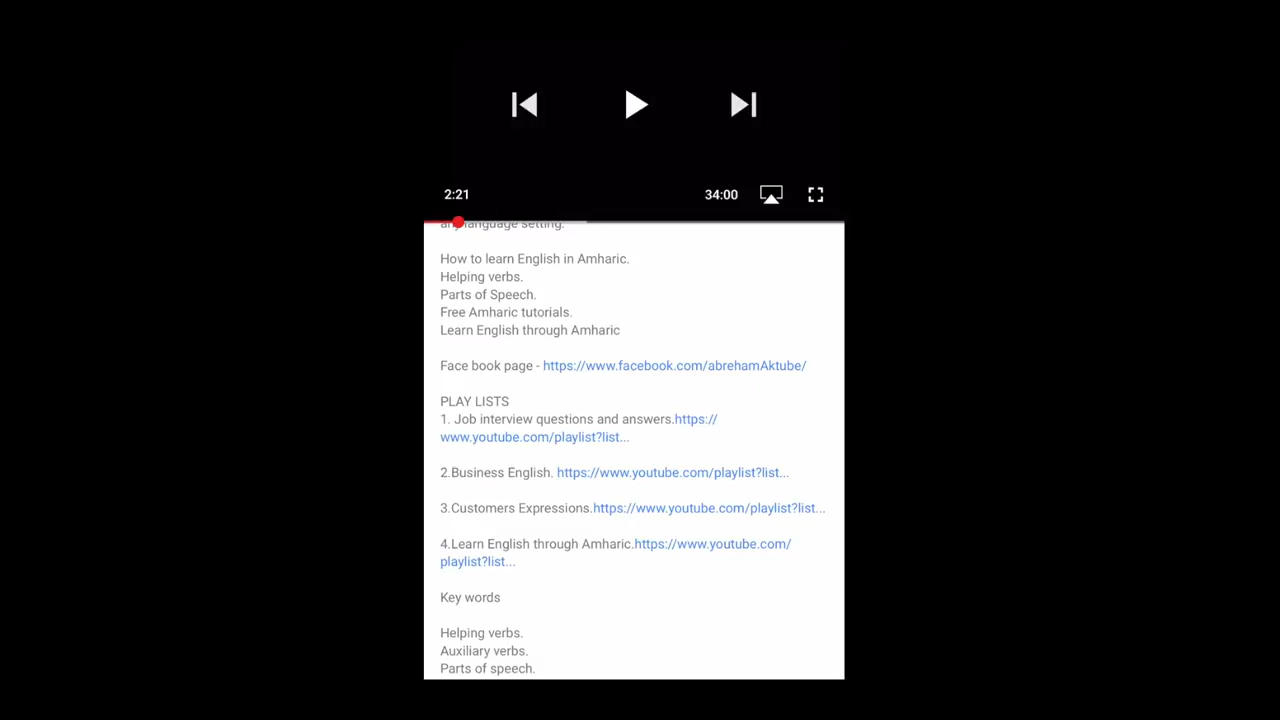 2:21
34:00
any language setting.
How to learn English in Amharic.
Helping verbs.
Parts of Speech.
Free Amharic tutorials.
Learn English through Amharic
Face book page - https://www.facebook.com/abrehamAktube/
PLAY LISTS
1. Job interview questions and answers.https://
www.youtube.com/playlist?list...
2.Business English. https://www.youtube.com/playlist?list...
3.Customers Expressions.https://www.youtube.com/playlist?list...
4.Learn English through Amharic.https://www.youtube.com/
playlist?list...
Key words
Helping verbs.
Auxiliary verbs.
Parts of speech.